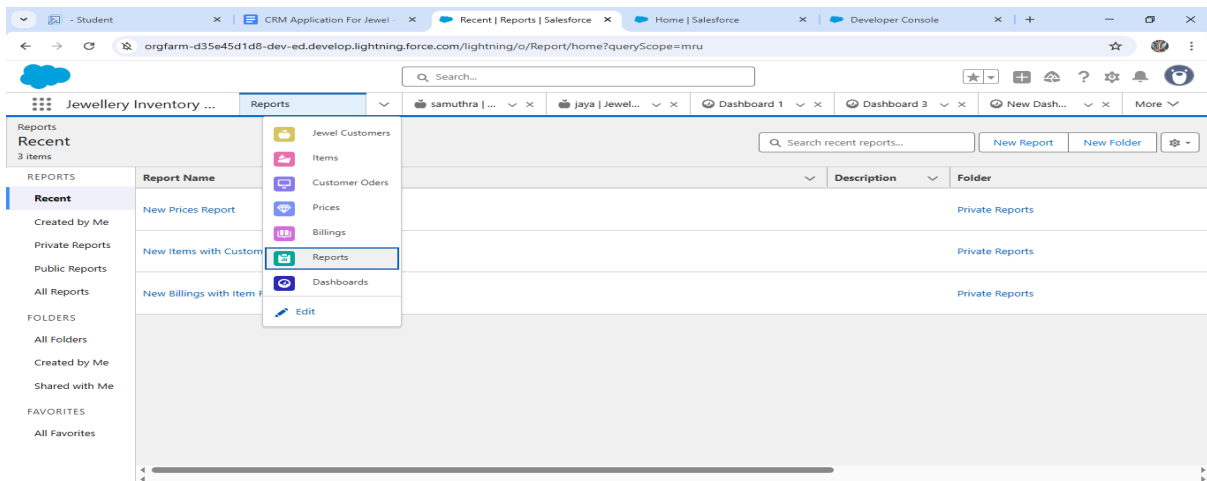 - Student
CRM Application For Jewel -
Recent | Reports | Salesforce
Home | Salesforce
Developer Console
orgfarm-d35e45d1d8-dev-ed.develop.lightning.force.com/lightning/o/Report/home?queryScope=mru
Search...
Jewellery Inventory ...
Reports
samuthra | ...
jaya | Jewel...
Dashboard 1
Dashboard 3
New Dash...
More
Reports
Recent
3 items
Search recent reports...
New Report
New Folder
Jewel Customers
Items
Customer Oders
Prices
Billings
Reports
Dashboards
Edit
REPORTS
Recent
Created by Me
Private Reports
Public Reports
All Reports
FOLDERS
All Folders
Created by Me
Shared with Me
FAVORITES
All Favorites
Report Name
Description
Folder
New Prices Report
Private Reports
New Items with Custom
Private Reports
New Billings with Item
Private Reports